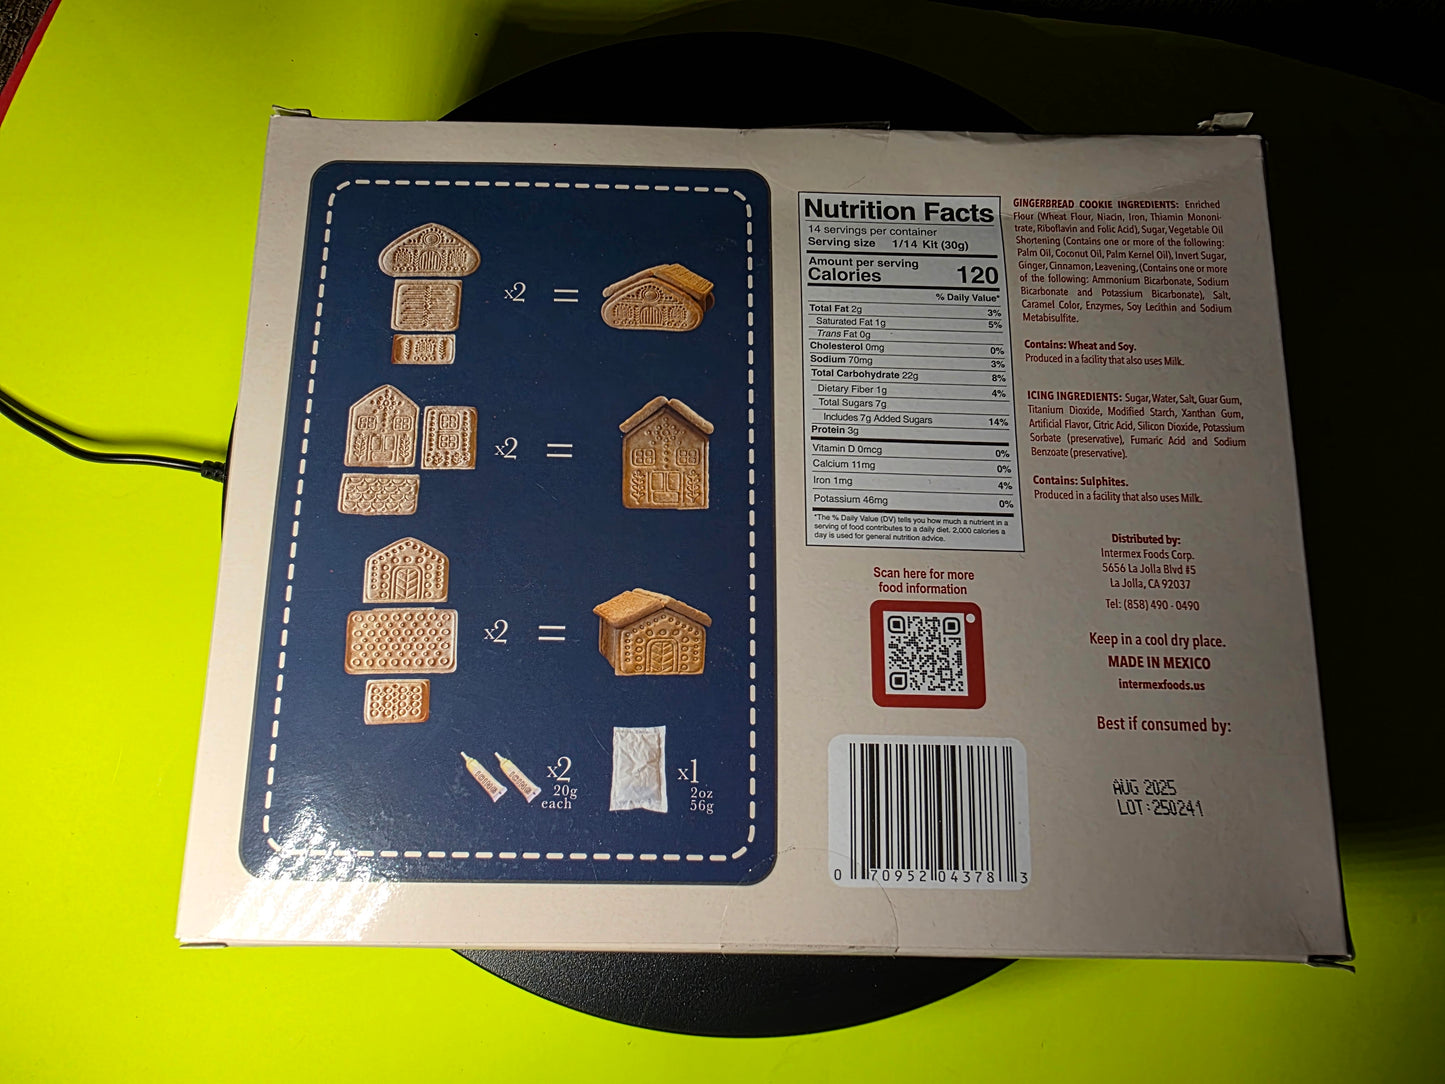 x2 =
x2 =
x2 =
x2
20g
each
x1
2oz
56g
Nutrition Facts
14 servings per container
Serving size 1/14 Kit (30g)
Amount per serving
Calories 120
% Daily Value*
Total Fat 2g 3%
Saturated Fat 1g 5%
Trans Fat 0g
Cholesterol 0mg 0%
Sodium 70mg 3%
Total Carbohydrate 22g 8%
Dietary Fiber 1g 4%
Total Sugars 7g
Includes 7g Added Sugars 14%
Protein 3g
Vitamin D 0mcg 0%
Calcium 11mg 0%
Iron 1mg 4%
Potassium 46mg 0%
*The % Daily Value (DV) tells you how much a nutrient in a
serving of food contributes to a daily diet. 2,000 calories a
day is used for general nutrition advice.
Scan here for more
food information
0 70952 04378 3
GINGERBREAD COOKIE INGREDIENTS: Enriched
Flour (Wheat Flour, Niacin, Iron, Thiamin Mononi-
trate, Riboflavin and Folic Acid), Sugar, Vegetable Oil
Shortening (Contains one or more of the following:
Palm Oil, Coconut Oil, Palm Kernel Oil), Invert Sugar,
Ginger, Cinnamon, Leavening, (Contains one or more
of the following: Ammonium Bicarbonate, Sodium
Bicarbonate and Potassium Bicarbonate), Salt,
Caramel Color, Enzymes, Soy Lecithin and Sodium
Metabisulfite.
Contains: Wheat and Soy.
Produced in a facility that also uses Milk.
ICING INGREDIENTS: Sugar, Water, Salt, Guar Gum,
Titanium Dioxide, Modified Starch, Xanthan Gum,
Artificial Flavor, Citric Acid, Silicon Dioxide, Potassium
Sorbate (preservative), Fumaric Acid and Sodium
Benzoate (preservative).
Contains: Sulphites.
Produced in a facility that also uses Milk.
Distributed by:
Intermex Foods Corp.
5656 La Jolla Blvd #5
La Jolla, CA 92037
Tel: (858) 490 - 0490
Keep in a cool dry place.
MADE IN MEXICO
intermexfoods.us
Best if consumed by:
AUG 2025
LOT:250241